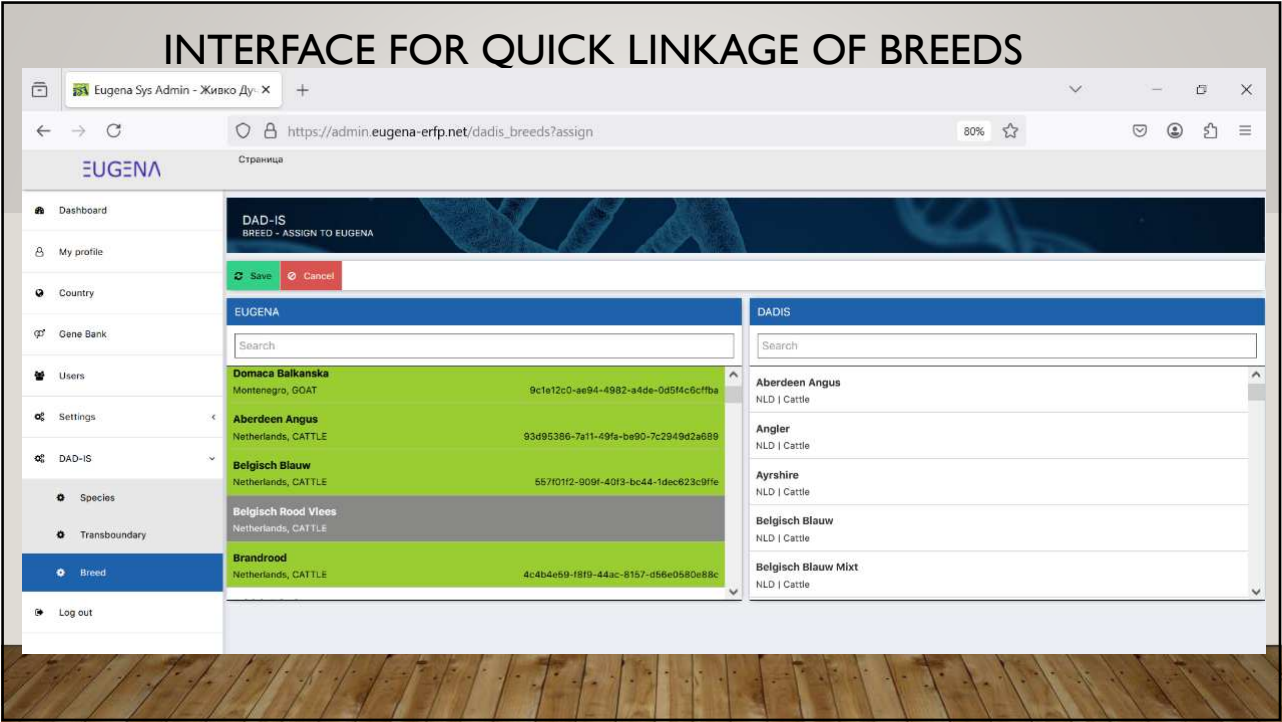 INTERFACE FOR QUICK LINKAGE OF BREEDS
Eugena Sys Admin - Живко Ду
https://admin.eugena-erfp.net/dadis_breeds?assign
80%
EUGENA
Страница
Dashboard
My profile
Country
Gene Bank
Users
Settings
DAD-IS
Species
Transboundary
Breed
Log out
DAD-IS
BREED - ASSIGN TO EUGENA
Save Cancel
EUGENA
Search
Domaca Balkanska
Montenegro, GOAT 9c1e12c0-ae94-4982-a4de-0d5f4c6cffba
Aberdeen Angus
Netherlands, CATTLE 93d95386-7a11-49fa-be90-7c2949d2a689
Belgisch Blauw
Netherlands, CATTLE 557f01f2-909f-40f3-bc44-1dec623c9ffe
Belgisch Rood Vlees
Netherlands, CATTLE
Brandrood
Netherlands, CATTLE 4c4b4e59-f8f9-44ac-8157-d56e0580e88c
DADIS
Search
Aberdeen Angus
NLD | Cattle
Angler
NLD | Cattle
Ayrshire
NLD | Cattle
Belgisch Blauw
NLD | Cattle
Belgisch Blauw Mixt
NLD | Cattle